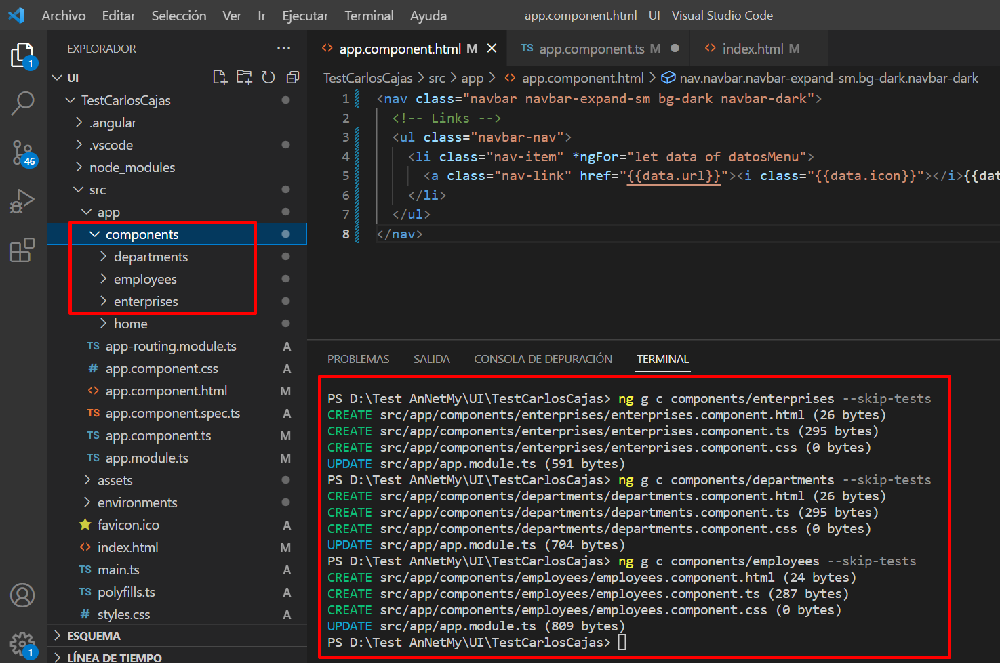 Archivo Editar Selección Ver Ir Ejecutar Terminal Ayuda app.component.html - UI - Visual Studio Code
EXPLORADOR
1
UI
TestCarlosCajas
.angular
.vscode
46
node_modules
src
app
components
departments
employees
enterprises
home
app-routing.module.ts A
app.component.css A
app.component.html M
app.component.spec.ts A
app.component.ts M
app.module.ts M
assets
environments
favicon.ico A
index.html M
main.ts A
polyfills.ts A
styles.css A
ESQUEMA
1
LÍNEA DE TIEMPO
app.component.html M TS app.component.ts M index.html M
TestCarlosCajas > src > app > app.component.html > nav.navbar.navbar-expand-sm.bg-dark.navbar-dark
1 <nav class="navbar navbar-expand-sm bg-dark navbar-dark">
2 <!-- Links -->
3 <ul class="navbar-nav">
4 <li class="nav-item" *ngFor="let data of datosMenu">
5 <a class="nav-link" href="{{data.url}}"><i class="{{data.icon}}"></i>{{dat
6 </li>
7 </ul>
8 </nav>
PROBLEMAS SALIDA CONSOLA DE DEPURACIÓN TERMINAL
PS D:\Test AnNetMy\UI\TestCarlosCajas> ng g c components/enterprises --skip-tests
CREATE src/app/components/enterprises/enterprises.component.html (26 bytes)
CREATE src/app/components/enterprises/enterprises.component.ts (295 bytes)
CREATE src/app/components/enterprises/enterprises.component.css (0 bytes)
UPDATE src/app/app.module.ts (591 bytes)
PS D:\Test AnNetMy\UI\TestCarlosCajas> ng g c components/departments --skip-tests
CREATE src/app/components/departments/departments.component.html (26 bytes)
CREATE src/app/components/departments/departments.component.ts (295 bytes)
CREATE src/app/components/departments/departments.component.css (0 bytes)
UPDATE src/app/app.module.ts (704 bytes)
PS D:\Test AnNetMy\UI\TestCarlosCajas> ng g c components/employees --skip-tests
CREATE src/app/components/employees/employees.component.html (24 bytes)
CREATE src/app/components/employees/employees.component.ts (287 bytes)
CREATE src/app/components/employees/employees.component.css (0 bytes)
UPDATE src/app/app.module.ts (809 bytes)
PS D:\Test AnNetMy\UI\TestCarlosCajas>